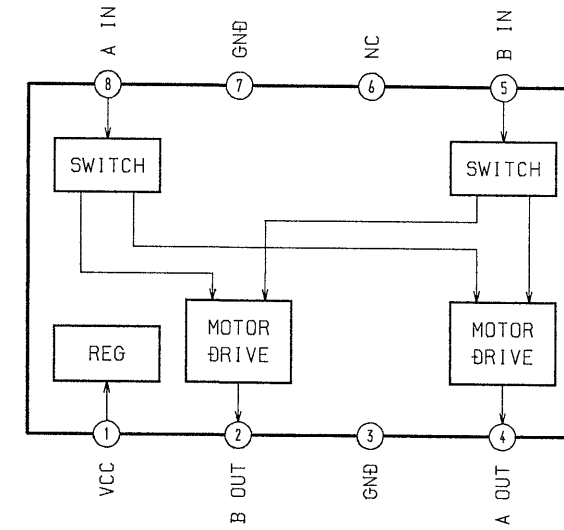 A IN
GND
NC
B IN
8
7
6
5
SWITCH
SWITCH
MOTOR
DRIVE
MOTOR
DRIVE
REG
1
2
3
4
VCC
B OUT
GND
A OUT